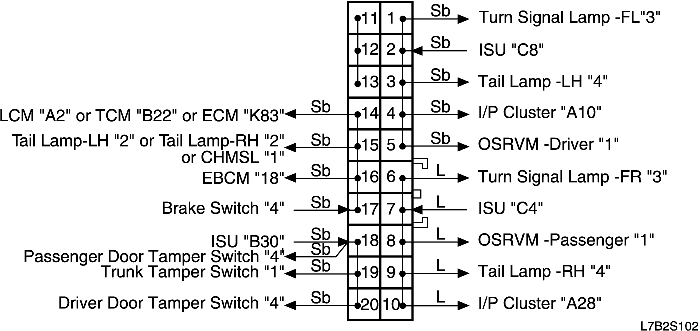 11 1 Sb Turn Signal Lamp -FL"3"
12 2 Sb ISU "C8"
13 3 Sb Tail Lamp -LH "4"
LCM "A2" or TCM "B22" or ECM "K83" Sb 14 4 Sb I/P Cluster "A10"
Tail Lamp-LH "2" or Tail Lamp-RH "2"
or CHMSL "1" Sb 15 5 Sb OSRVM -Driver "1"
EBCM "18" Sb 16 6 L Turn Signal Lamp -FR "3"
Brake Switch "4" Sb 17 7 L ISU "C4"
ISU "B30" Sb 18 8 L OSRVM -Passenger "1"
Passenger Door Tamper Switch "4" Sb
Trunk Tamper Switch "1" Sb 19 9 L Tail Lamp -RH "4"
Driver Door Tamper Switch "4" Sb 20 10 L I/P Cluster "A28"
L7B2S102